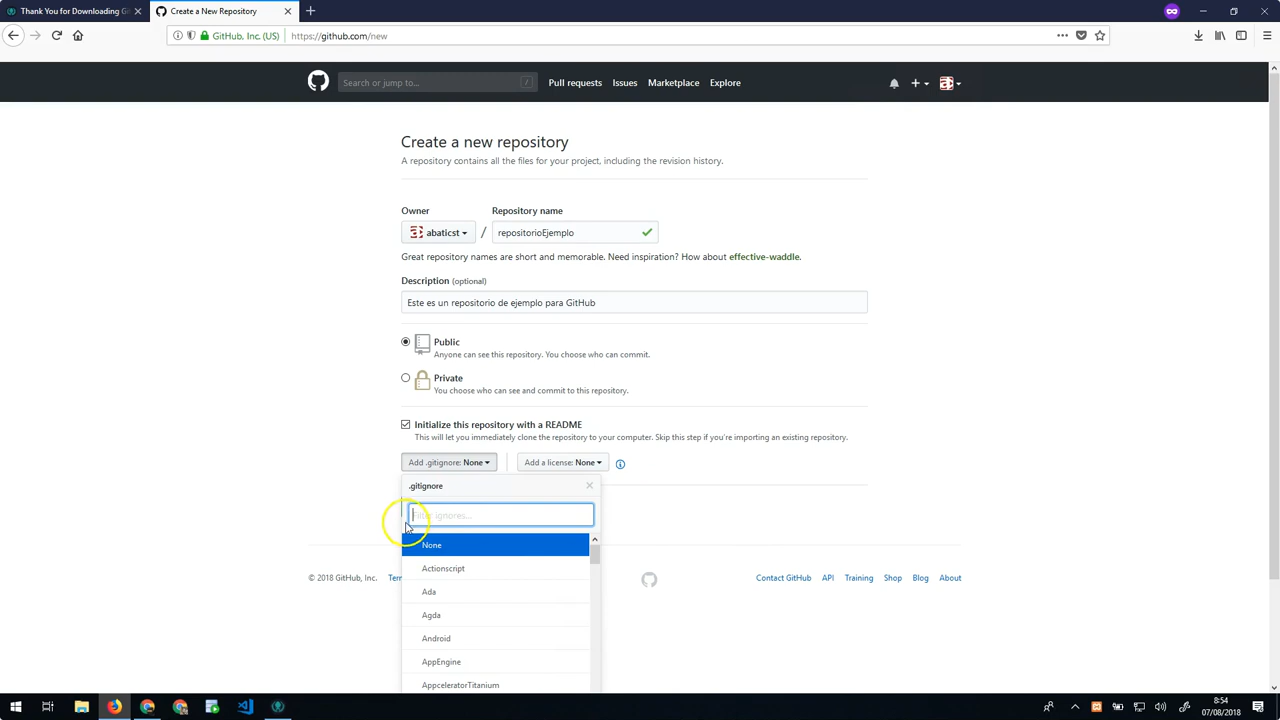 Thank You for Downloading Gi
Create a New Repository
GitHub, Inc. (US)
https://github.com/new
Search or jump to...
/
Pull requests
Issues
Marketplace
Explore
Create a new repository
A repository contains all the files for your project, including the revision history.
Owner
Repository name
abaticst
/
repositorioEjemplo
Great repository names are short and memorable. Need inspiration? How about effective-waddle.
Description (optional)
Este es un repositorio de ejemplo para GitHub
Public
Anyone can see this repository. You choose who can commit.
Private
You choose who can see and commit to this repository.
Initialize this repository with a README
This will let you immediately clone the repository to your computer. Skip this step if you're importing an existing repository.
Add .gitignore: None
Add a license: None
.gitignore
Filter ignores...
None
Actionscript
Ada
Agda
Android
AppEngine
AppceleratorTitanium
© 2018 GitHub, Inc.
Terr
Contact GitHub
API
Training
Shop
Blog
About
8:54
07/08/2018